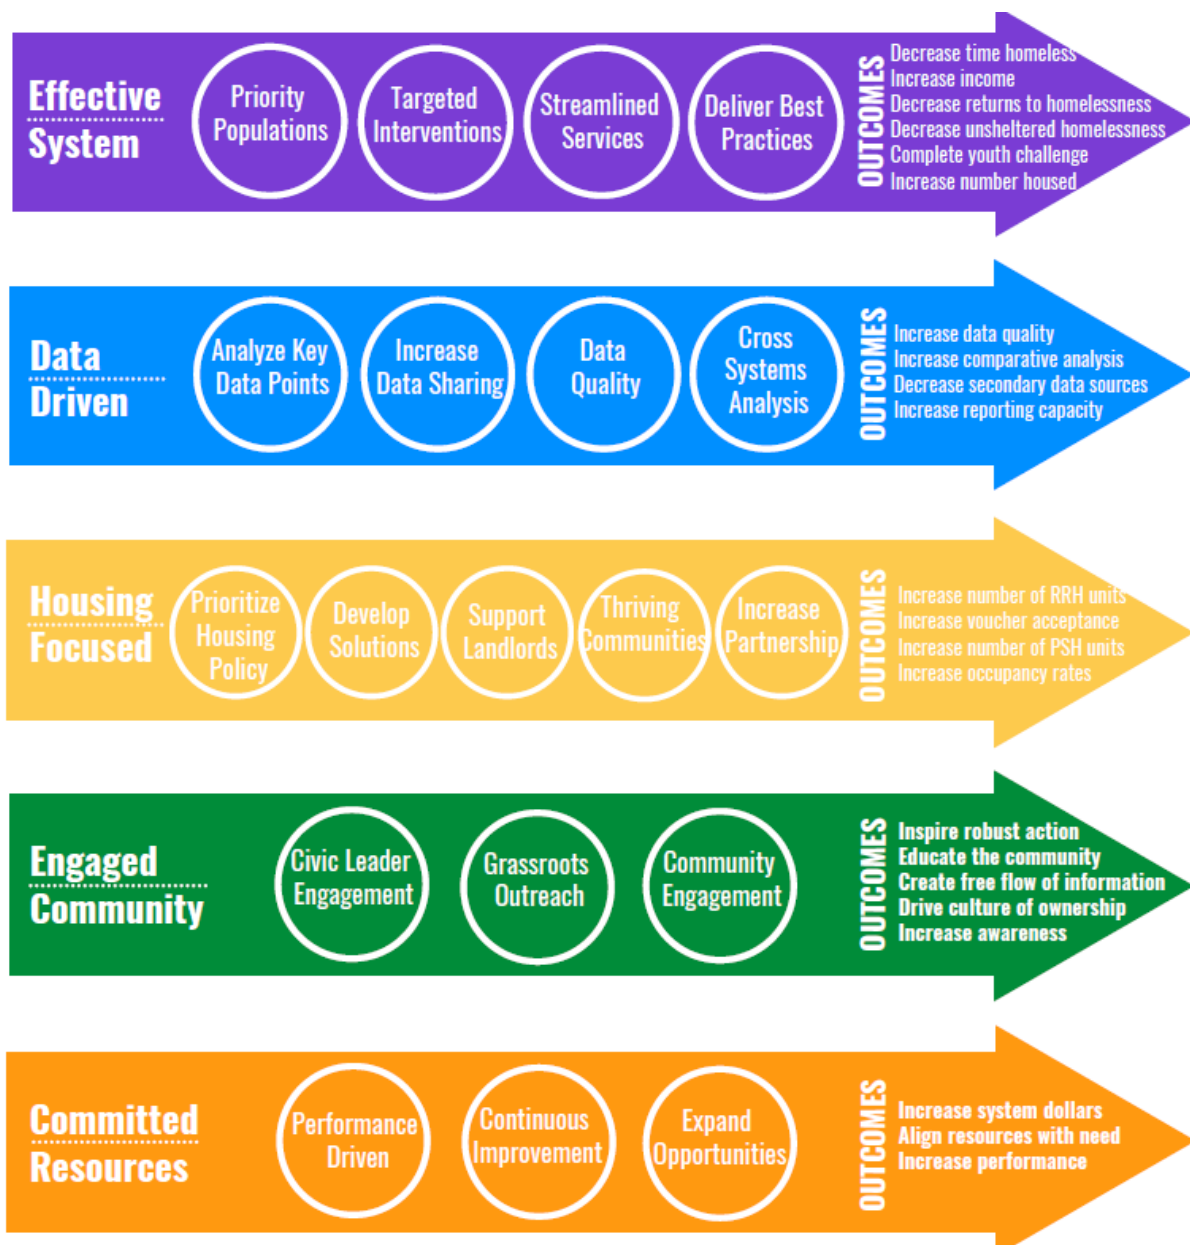 Effective
System
Priority
Populations
Targeted
Interventions
Streamlined
Services
Deliver Best
Practices
OUTCOMES
Decrease time homeless
Increase income
Decrease returns to homelessness
Decrease unsheltered homelessness
Complete youth challenge
Increase number housed
Data
Driven
Analyze Key
Data Points
Increase
Data Sharing
Data
Quality
Cross
Systems
Analysis
OUTCOMES
Increase data quality
Increase comparative analysis
Decrease secondary data sources
Increase reporting capacity
Housing
Focused
Prioritize
Housing
Policy
Develop
Solutions
Support
Landlords
Thriving
Communities
Increase
Partnership
OUTCOMES
Increase number of RRH units
Increase voucher acceptance
Increase number of PSH units
Increase occupancy rates
Engaged
Community
Civic Leader
Engagement
Grassroots
Outreach
Community
Engagement
OUTCOMES
Inspire robust action
Educate the community
Create free flow of information
Drive culture of ownership
Increase awareness
Committed
Resources
Performance
Driven
Continuous
Improvement
Expand
Opportunities
OUTCOMES
Increase system dollars
Align resources with need
Increase performance